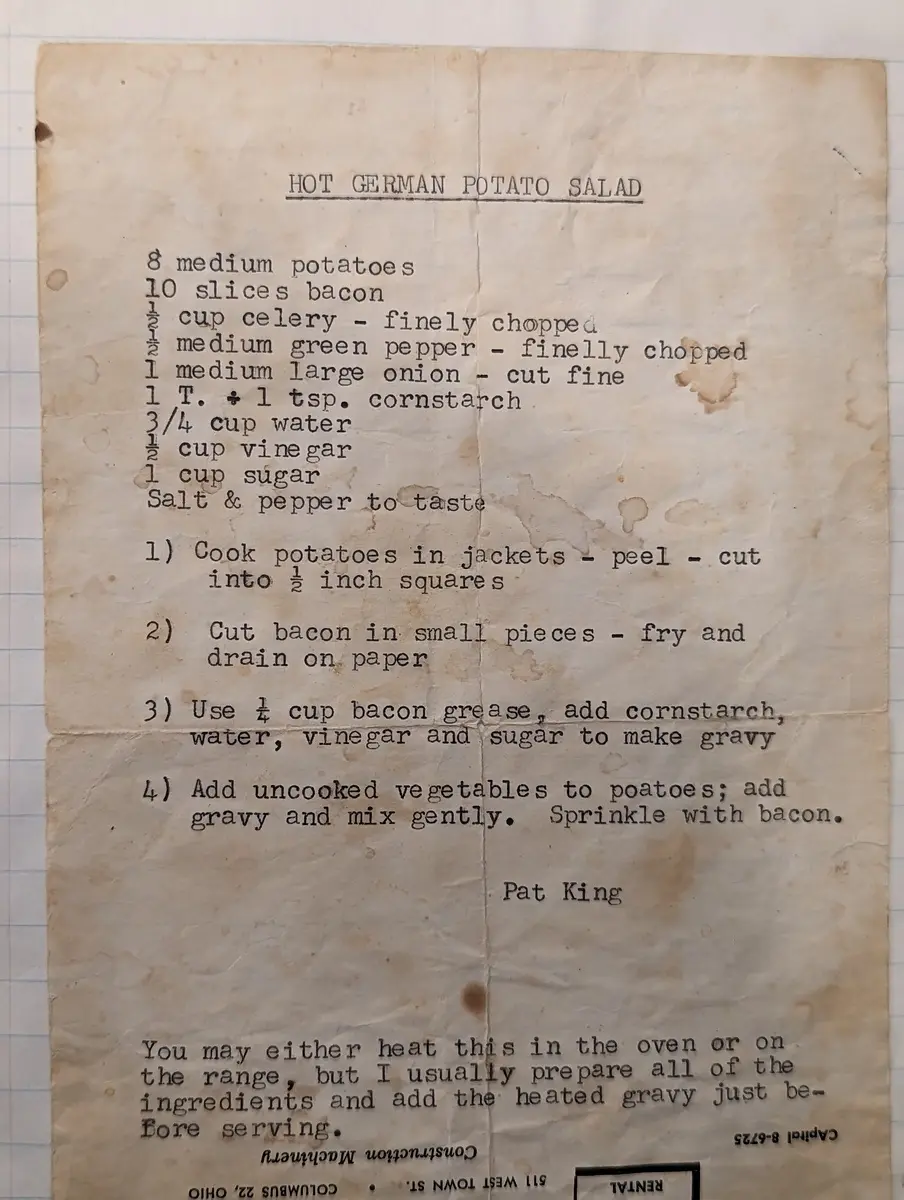 HOT GERMAN POTATO SALAD
8 medium potatoes
10 slices bacon
½ cup celery - finely chopped
½ medium green pepper - finelly chopped
1 medium large onion - cut fine
1 T. + 1 tsp. cornstarch
3/4 cup water
½ cup vinegar
1 cup sugar
Salt & pepper to taste
1) Cook potatoes in jackets - peel - cut
into ½ inch squares
2) Cut bacon in small pieces - fry and
drain on paper
3) Use ¼ cup bacon grease, add cornstarch,
water, vinegar and sugar to make gravy
4) Add uncooked vegetables to poatoes; add
gravy and mix gently. Sprinkle with bacon.
Pat King
You may either heat this in the oven or on
the range, but I usually prepare all of the
ingredients and add the heated gravy just be-
fore serving.
CApital 8-6725
Construction Machinery
511 WEST TOWN ST. • COLUMBUS 22, OHIO
RENTAL